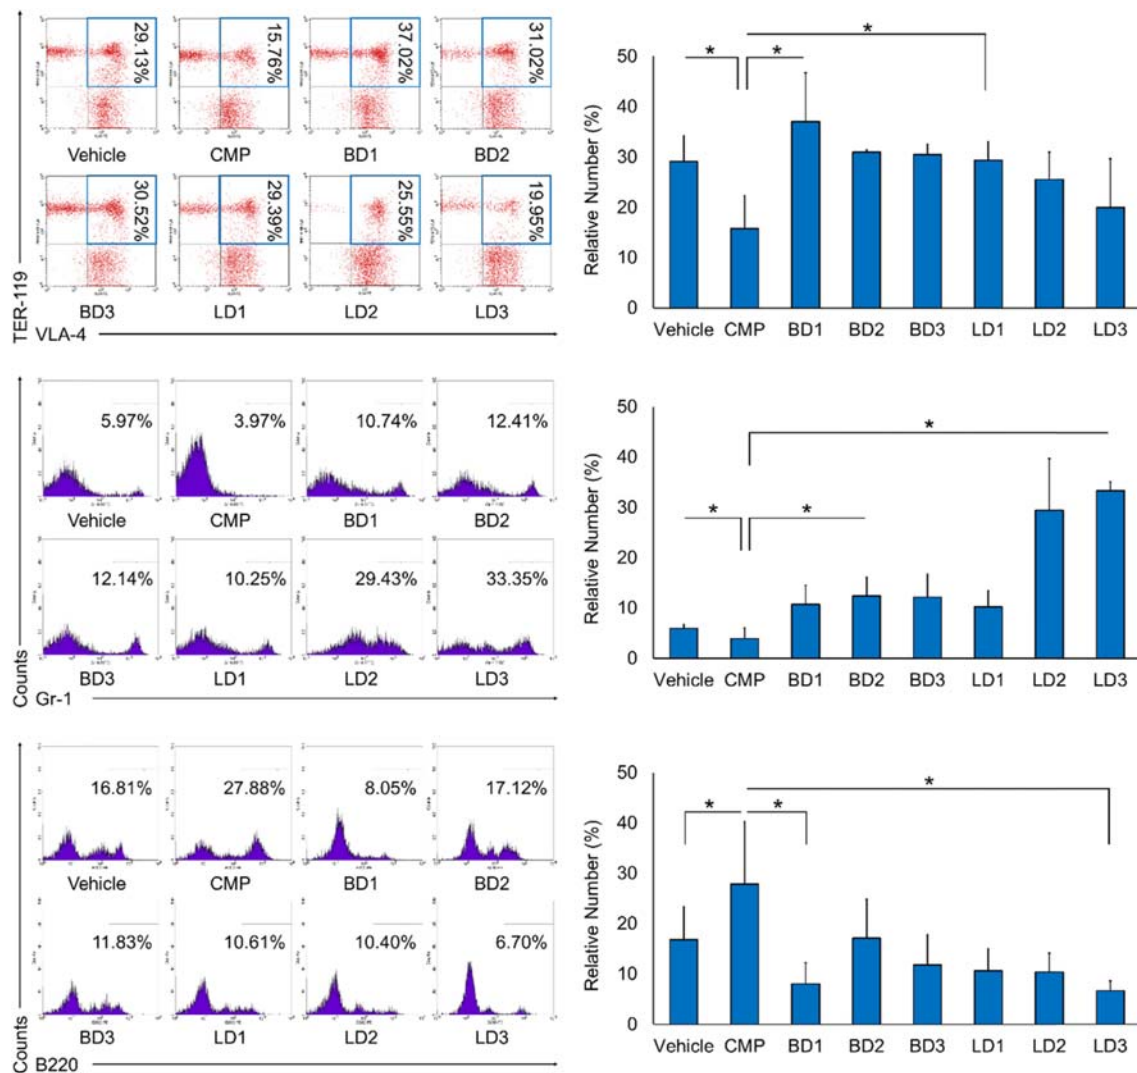 29.13%
15.76%
37.02%
31.02%
Vehicle
CMP
BD1
BD2
30.52%
29.39%
25.55%
19.95%
BD3
LD1
LD2
LD3
TER-119
VLA-4
*
* *
50
40
30
20
10
0
Relative Number (%)
Vehicle CMP BD1 BD2 BD3 LD1 LD2 LD3
5.97%
3.97%
10.74%
12.41%
Vehicle
CMP
BD1
BD2
12.14%
10.25%
29.43%
33.35%
BD3
LD1
LD2
LD3
Counts
Gr-1
*
* *
50
40
30
20
10
0
Relative Number (%)
Vehicle CMP BD1 BD2 BD3 LD1 LD2 LD3
16.81%
27.88%
8.05%
17.12%
Vehicle
CMP
BD1
BD2
11.83%
10.61%
10.40%
6.70%
BD3
LD1
LD2
LD3
Counts
B220
*
* *
50
40
30
20
10
0
Relative Number (%)
Vehicle CMP BD1 BD2 BD3 LD1 LD2 LD3